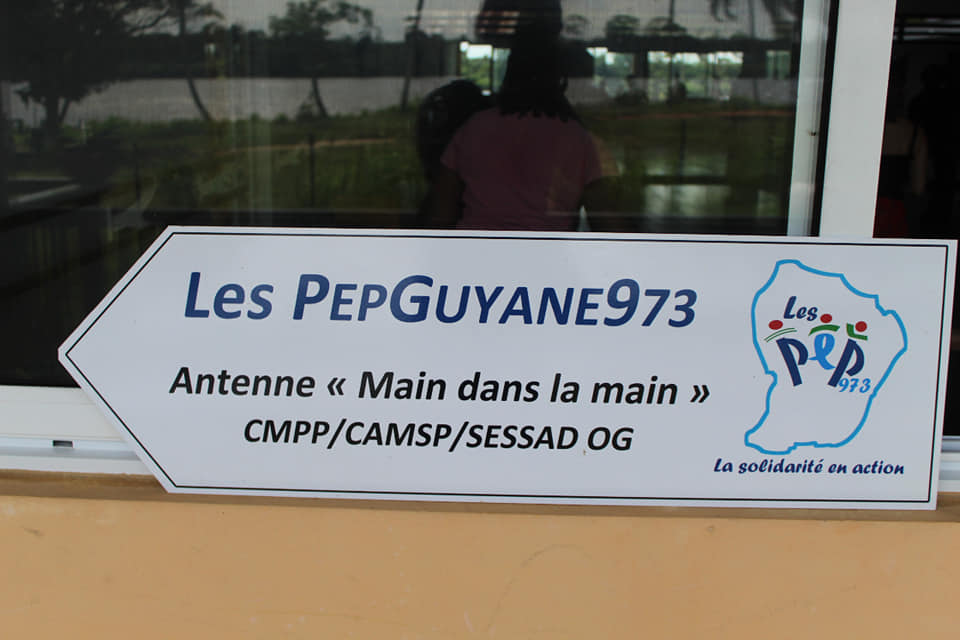 Les PEPGUYANE973
Antenne « Main dans la main »
CMPP/CAMSP/SESSAD OG
Les
pep
973
La solidarité en action